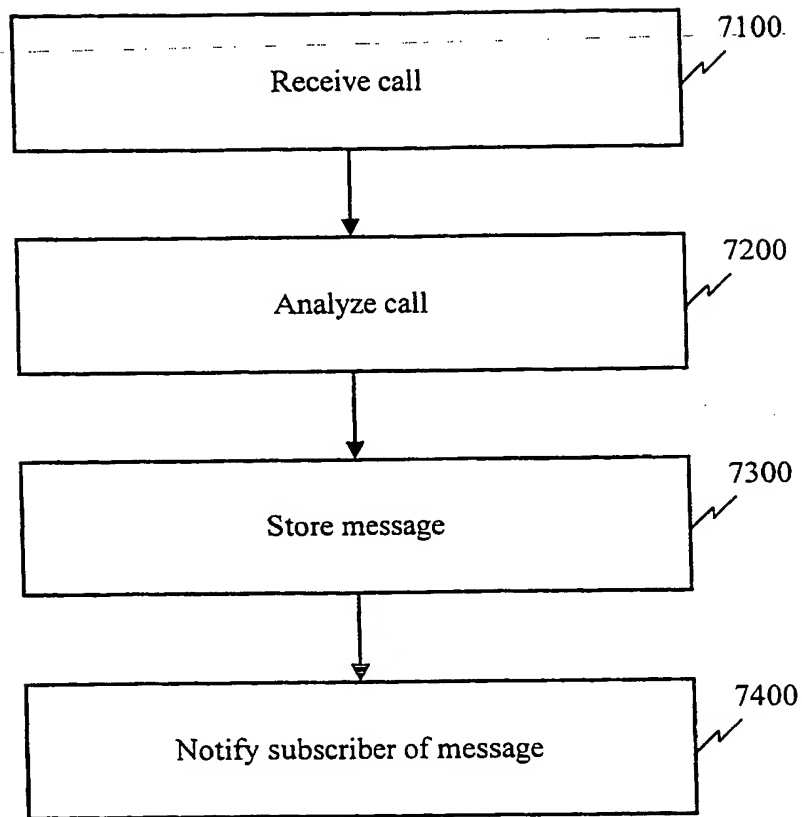 7100
Receive call
7200
Analyze call
7300
Store message
7400
Notify subscriber of message